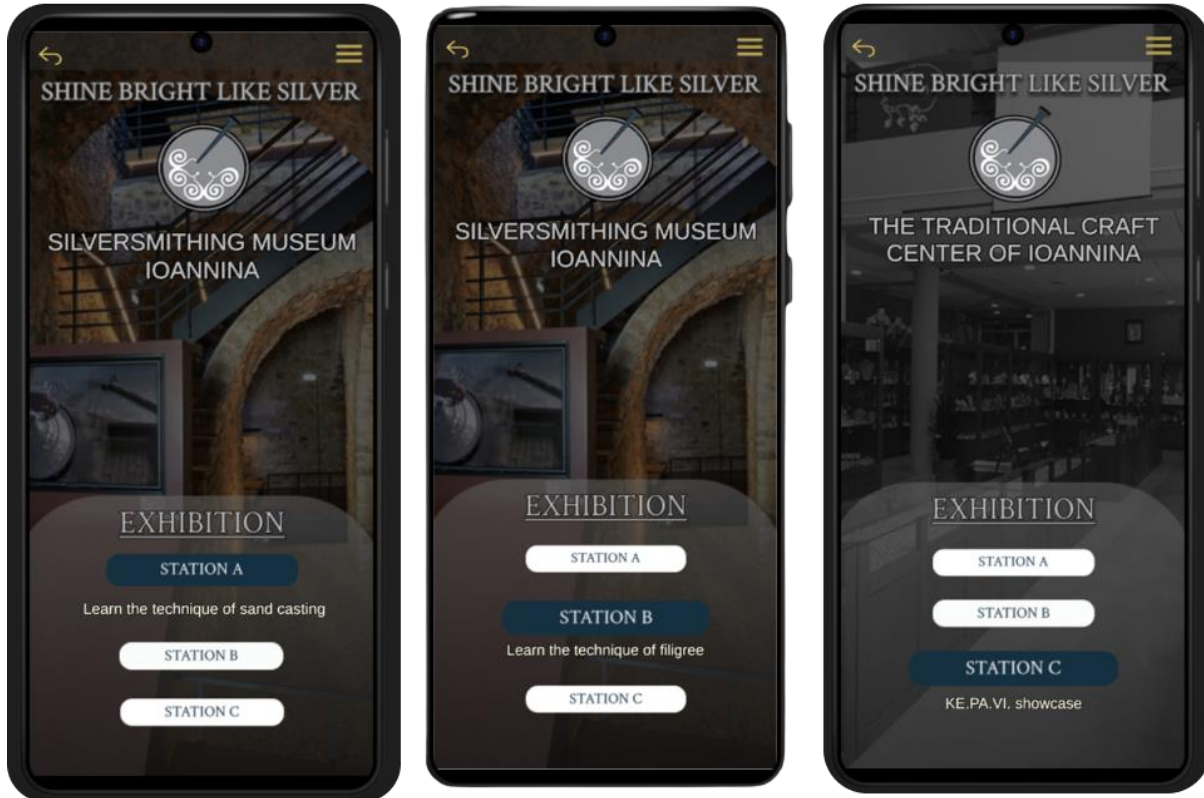 SHINE BRIGHT LIKE SILVER
SILVERSMITHING MUSEUM
IOANNINA
EXHIBITION
STATION A
Learn the technique of sand casting
STATION B
STATION C
SHINE BRIGHT LIKE SILVER
SILVERSMITHING MUSEUM
IOANNINA
EXHIBITION
STATION A
STATION B
Learn the technique of filigree
STATION C
SHINE BRIGHT LIKE SILVER
THE TRADITIONAL CRAFT
CENTER OF IOANNINA
EXHIBITION
STATION A
STATION B
STATION C
KE.PA.VI. showcase